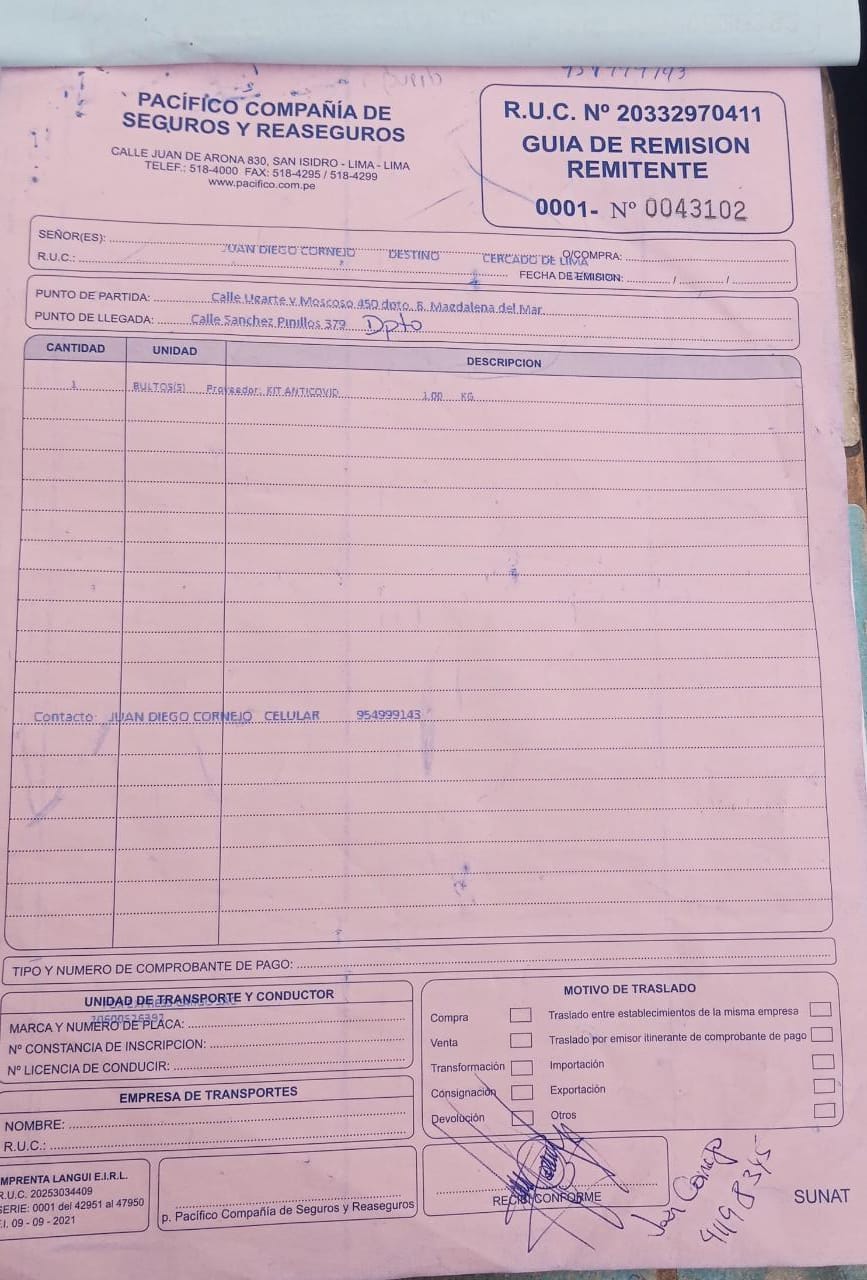 PACÍFICO COMPAÑÍA DE
SEGUROS Y REASEGUROS
CALLE JUAN DE ARONA 830, SAN ISIDRO - LIMA - LIMA
TELEF.: 518-4000 FAX: 518-4295 / 518-4299
www.pacifico.com.pe
R.U.C. Nº 20332970411
GUIA DE REMISION
REMITENTE
0001- Nº 0043102
SEÑOR(ES): JUAN DIEGO CORNEJO DESTINO CERCADO DE LIMA O/COMPRA:
R.U.C.: FECHA DE EMISION: / /
PUNTO DE PARTIDA: Calle Ugarte y Moscoso 450 dpto. 6. Magdalena del Mar
PUNTO DE LLEGADA: Calle Sanchez Pinillos 379 Dpto
CANTIDAD UNIDAD DESCRIPCION
1 BULTOS(S) Proveedor: KIT ANTICOVID 1.00 KG
Contacto: JUAN DIEGO CORNEJO CELULAR 954999143
TIPO Y NUMERO DE COMPROBANTE DE PAGO:
UNIDAD DE TRANSPORTE Y CONDUCTOR
MARCA Y NUMERO DE PLACA:
Nº CONSTANCIA DE INSCRIPCION:
Nº LICENCIA DE CONDUCIR:
EMPRESA DE TRANSPORTES
NOMBRE:
R.U.C.:
MOTIVO DE TRASLADO
Compra Traslado entre establecimientos de la misma empresa
Venta Traslado por emisor itinerante de comprobante de pago
Transformación Importación
Consignación Exportación
Devolución Otros
MPRENTA LANGUI E.I.R.L.
R.U.C. 20253034409
SERIE: 0001 del 42951 al 47950
F.I. 09 - 09 - 2021
p. Pacífico Compañía de Seguros y Reaseguros
RECIBI CONFORME
SUNAT